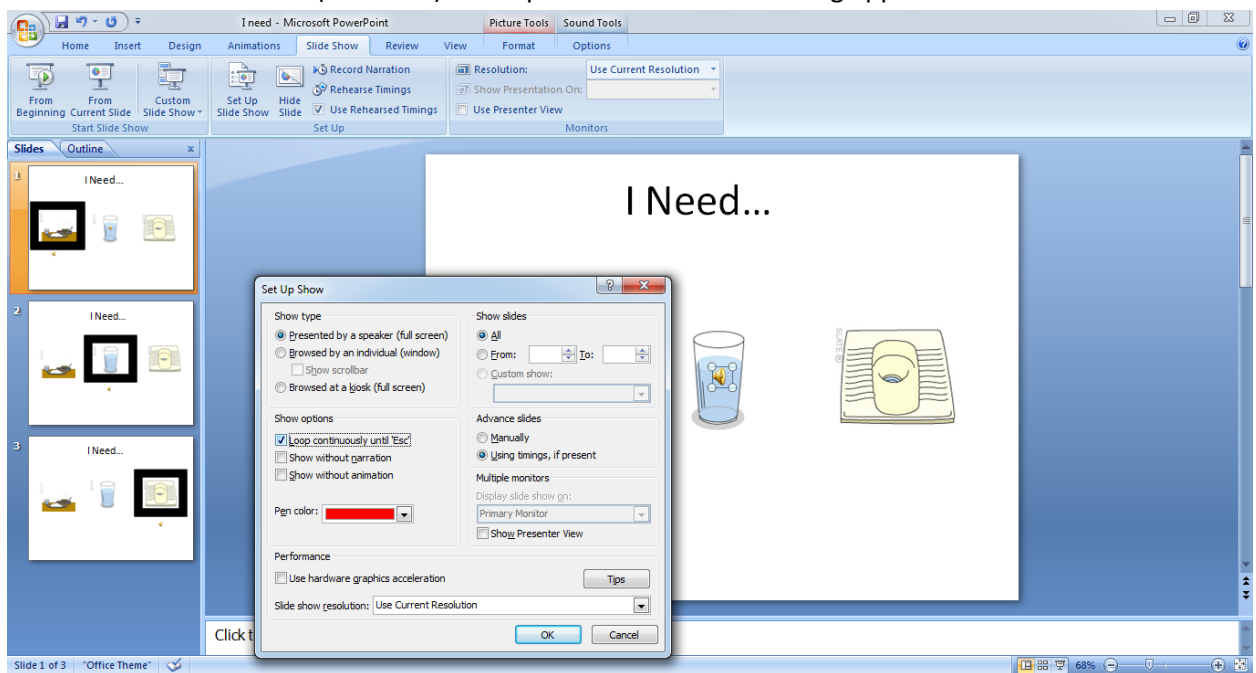 I need - Microsoft PowerPoint
Picture Tools
Sound Tools
Home
Insert
Design
Animations
Slide Show
Review
View
Format
Options
From Beginning
From Current Slide
Custom Slide Show
Start Slide Show
Set Up Slide Show
Hide Slide
Record Narration
Rehearse Timings
Use Rehearsed Timings
Set Up
Resolution:
Use Current Resolution
Show Presentation On:
Use Presenter View
Monitors
Slides
Outline
x
1
I Need...
2
I Need...
3
I Need...
I Need...
SLATE ®
Set Up Show
Show type
Presented by a speaker (full screen)
Browsed by an individual (window)
Show scrollbar
Browsed at a kiosk (full screen)
Show slides
All
From:
To:
Custom show:
Show options
Loop continuously until 'Esc'
Show without narration
Show without animation
Pen color:
Advance slides
Manually
Using timings, if present
Multiple monitors
Display slide show on:
Primary Monitor
Show Presenter View
Performance
Use hardware graphics acceleration
Tips
Slide show resolution:
Use Current Resolution
OK
Cancel
Click t
Slide 1 of 3
"Office Theme"
68%